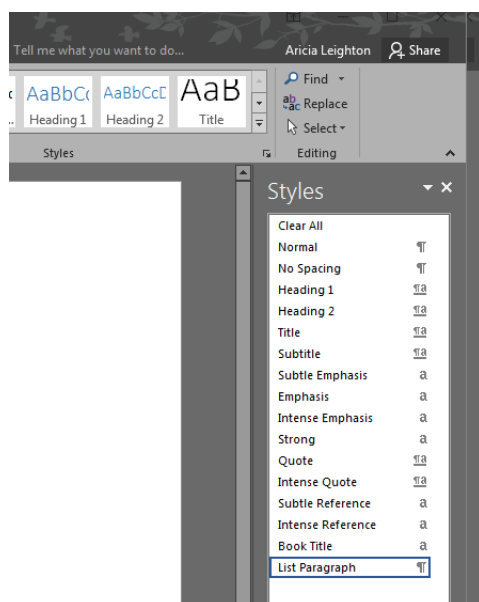 Tell me what you want to do...
Aricia Leighton
Share
AaBbC
AaBbCcD
AaB
Find
Replace
Heading 1
Heading 2
Title
Select
Styles
Editing
Styles
Clear All
Normal ¶
No Spacing ¶
Heading 1 ¶a
Heading 2 ¶a
Title ¶a
Subtitle ¶a
Subtle Emphasis a
Emphasis a
Intense Emphasis a
Strong a
Quote ¶a
Intense Quote ¶a
Subtle Reference a
Intense Reference a
Book Title a
List Paragraph ¶